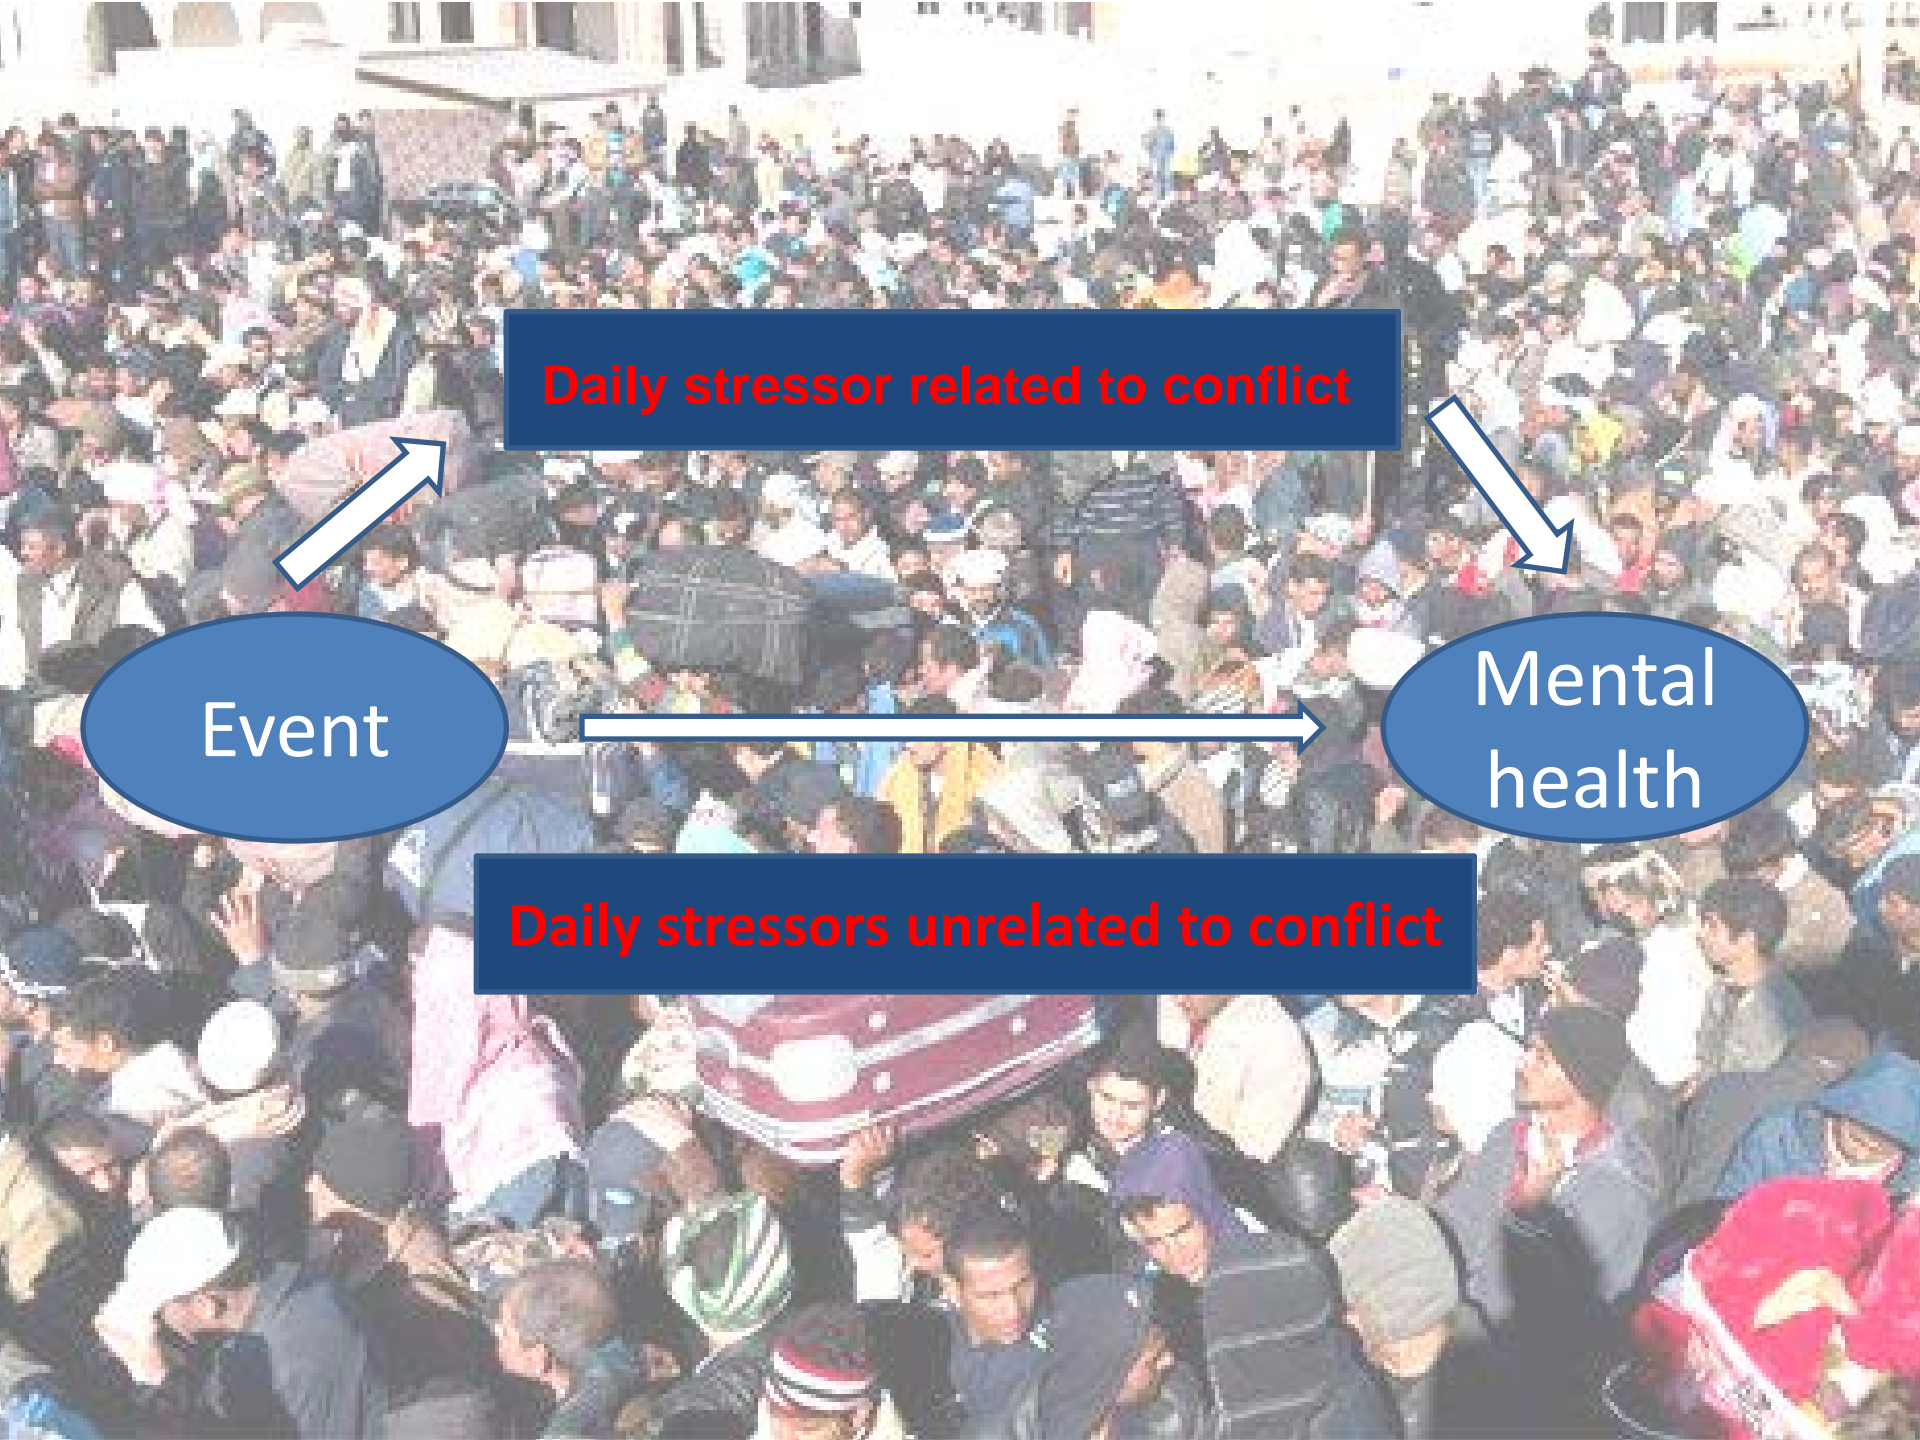 Daily stressor related to conflict
Event
Mental
health
Daily stressors unrelated to conflict